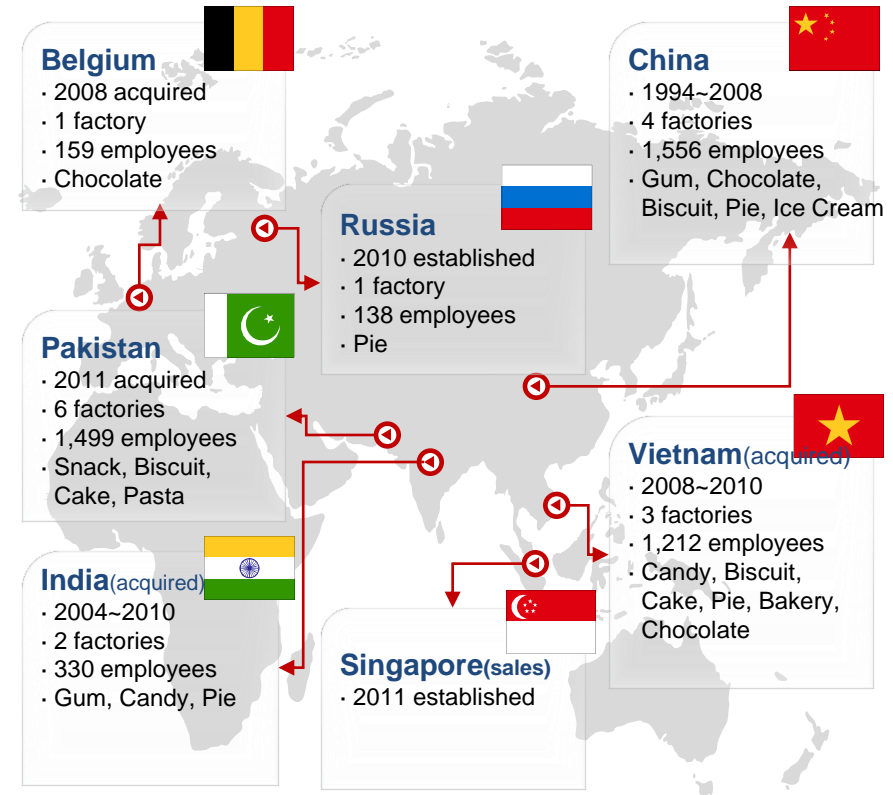 Belgium
· 2008 acquired
· 1 factory
· 159 employees
· Chocolate
China
· 1994~2008
· 4 factories
· 1,556 employees
· Gum, Chocolate,
Biscuit, Pie, Ice Cream
Russia
· 2010 established
· 1 factory
· 138 employees
· Pie
Pakistan
· 2011 acquired
· 6 factories
· 1,499 employees
· Snack, Biscuit,
Cake, Pasta
Vietnam(acquired)
· 2008~2010
· 3 factories
· 1,212 employees
· Candy, Biscuit,
Cake, Pie, Bakery,
Chocolate
India(acquired)
· 2004~2010
· 2 factories
· 330 employees
· Gum, Candy, Pie
Singapore(sales)
· 2011 established